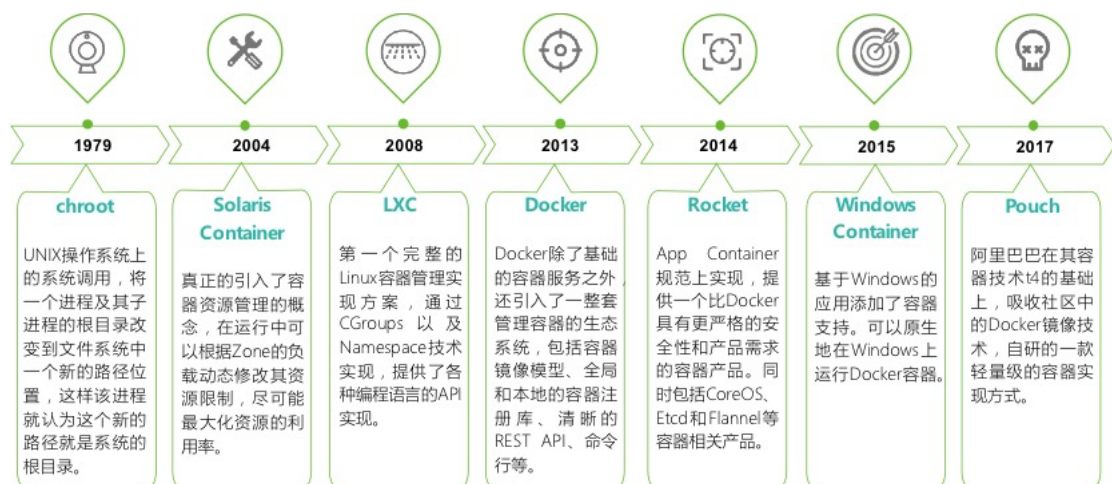 1979
2004
2008
2013
2014
2015
2017
chroot
UNIX操作系统上
的系统调用，将
一个进程及其子
进程的根目录改
变到文件系统中
一个新的路径位
置，这样该进程
就认为这个新的
路径就是系统的
根目录。
Solaris
Container
真正的引入了容
器资源管理的概
念，在运行中可
以根据Zone的负
载动态修改其资
源限制，尽可能
最大化资源的利
用率。
LXC
第一个完整的
Linux容器管理实
现方案，通过
CGroups 以及
Namespace技术
实现，提供了各
种编程语言的API
实现。
Docker
Docker除了基础
的容器服务之外，
还引入了一整套
管理容器的生态
系统，包括容器
镜像模型、全局
和本地的容器注
册库、清晰的
REST API、命令
行等。
Rocket
App Container
规范上实现，提
供一个比Docker
具有更严格的安
全性和产品需求
的容器产品。同
时包括CoreOS、
Etcd和Flannel等
容器相关产品。
Windows
Container
基于Windows的
应用添加了容器
支持。可以原生
地在Windows上
运行Docker容器。
Pouch
阿里巴巴在其容
器技术t4的基础
上，吸收社区中
的Docker镜像技
术，自研的一款
轻量级的容器实
现方式。